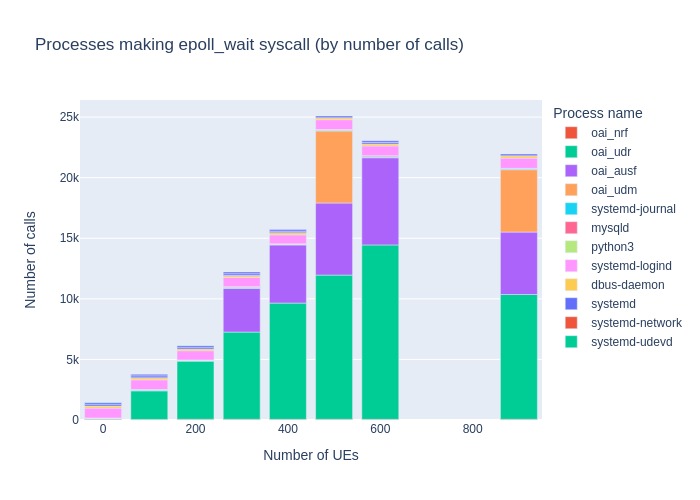 Processes making epoll_wait syscall (by number of calls)
Process name
oai_nrf
oai_udr
oai_ausf
oai_udm
systemd-journal
mysqld
python3
systemd-logind
dbus-daemon
systemd
systemd-network
systemd-udevd
Number of calls
25k
20k
15k
10k
5k
0
0 200 400 600 800
Number of UEs